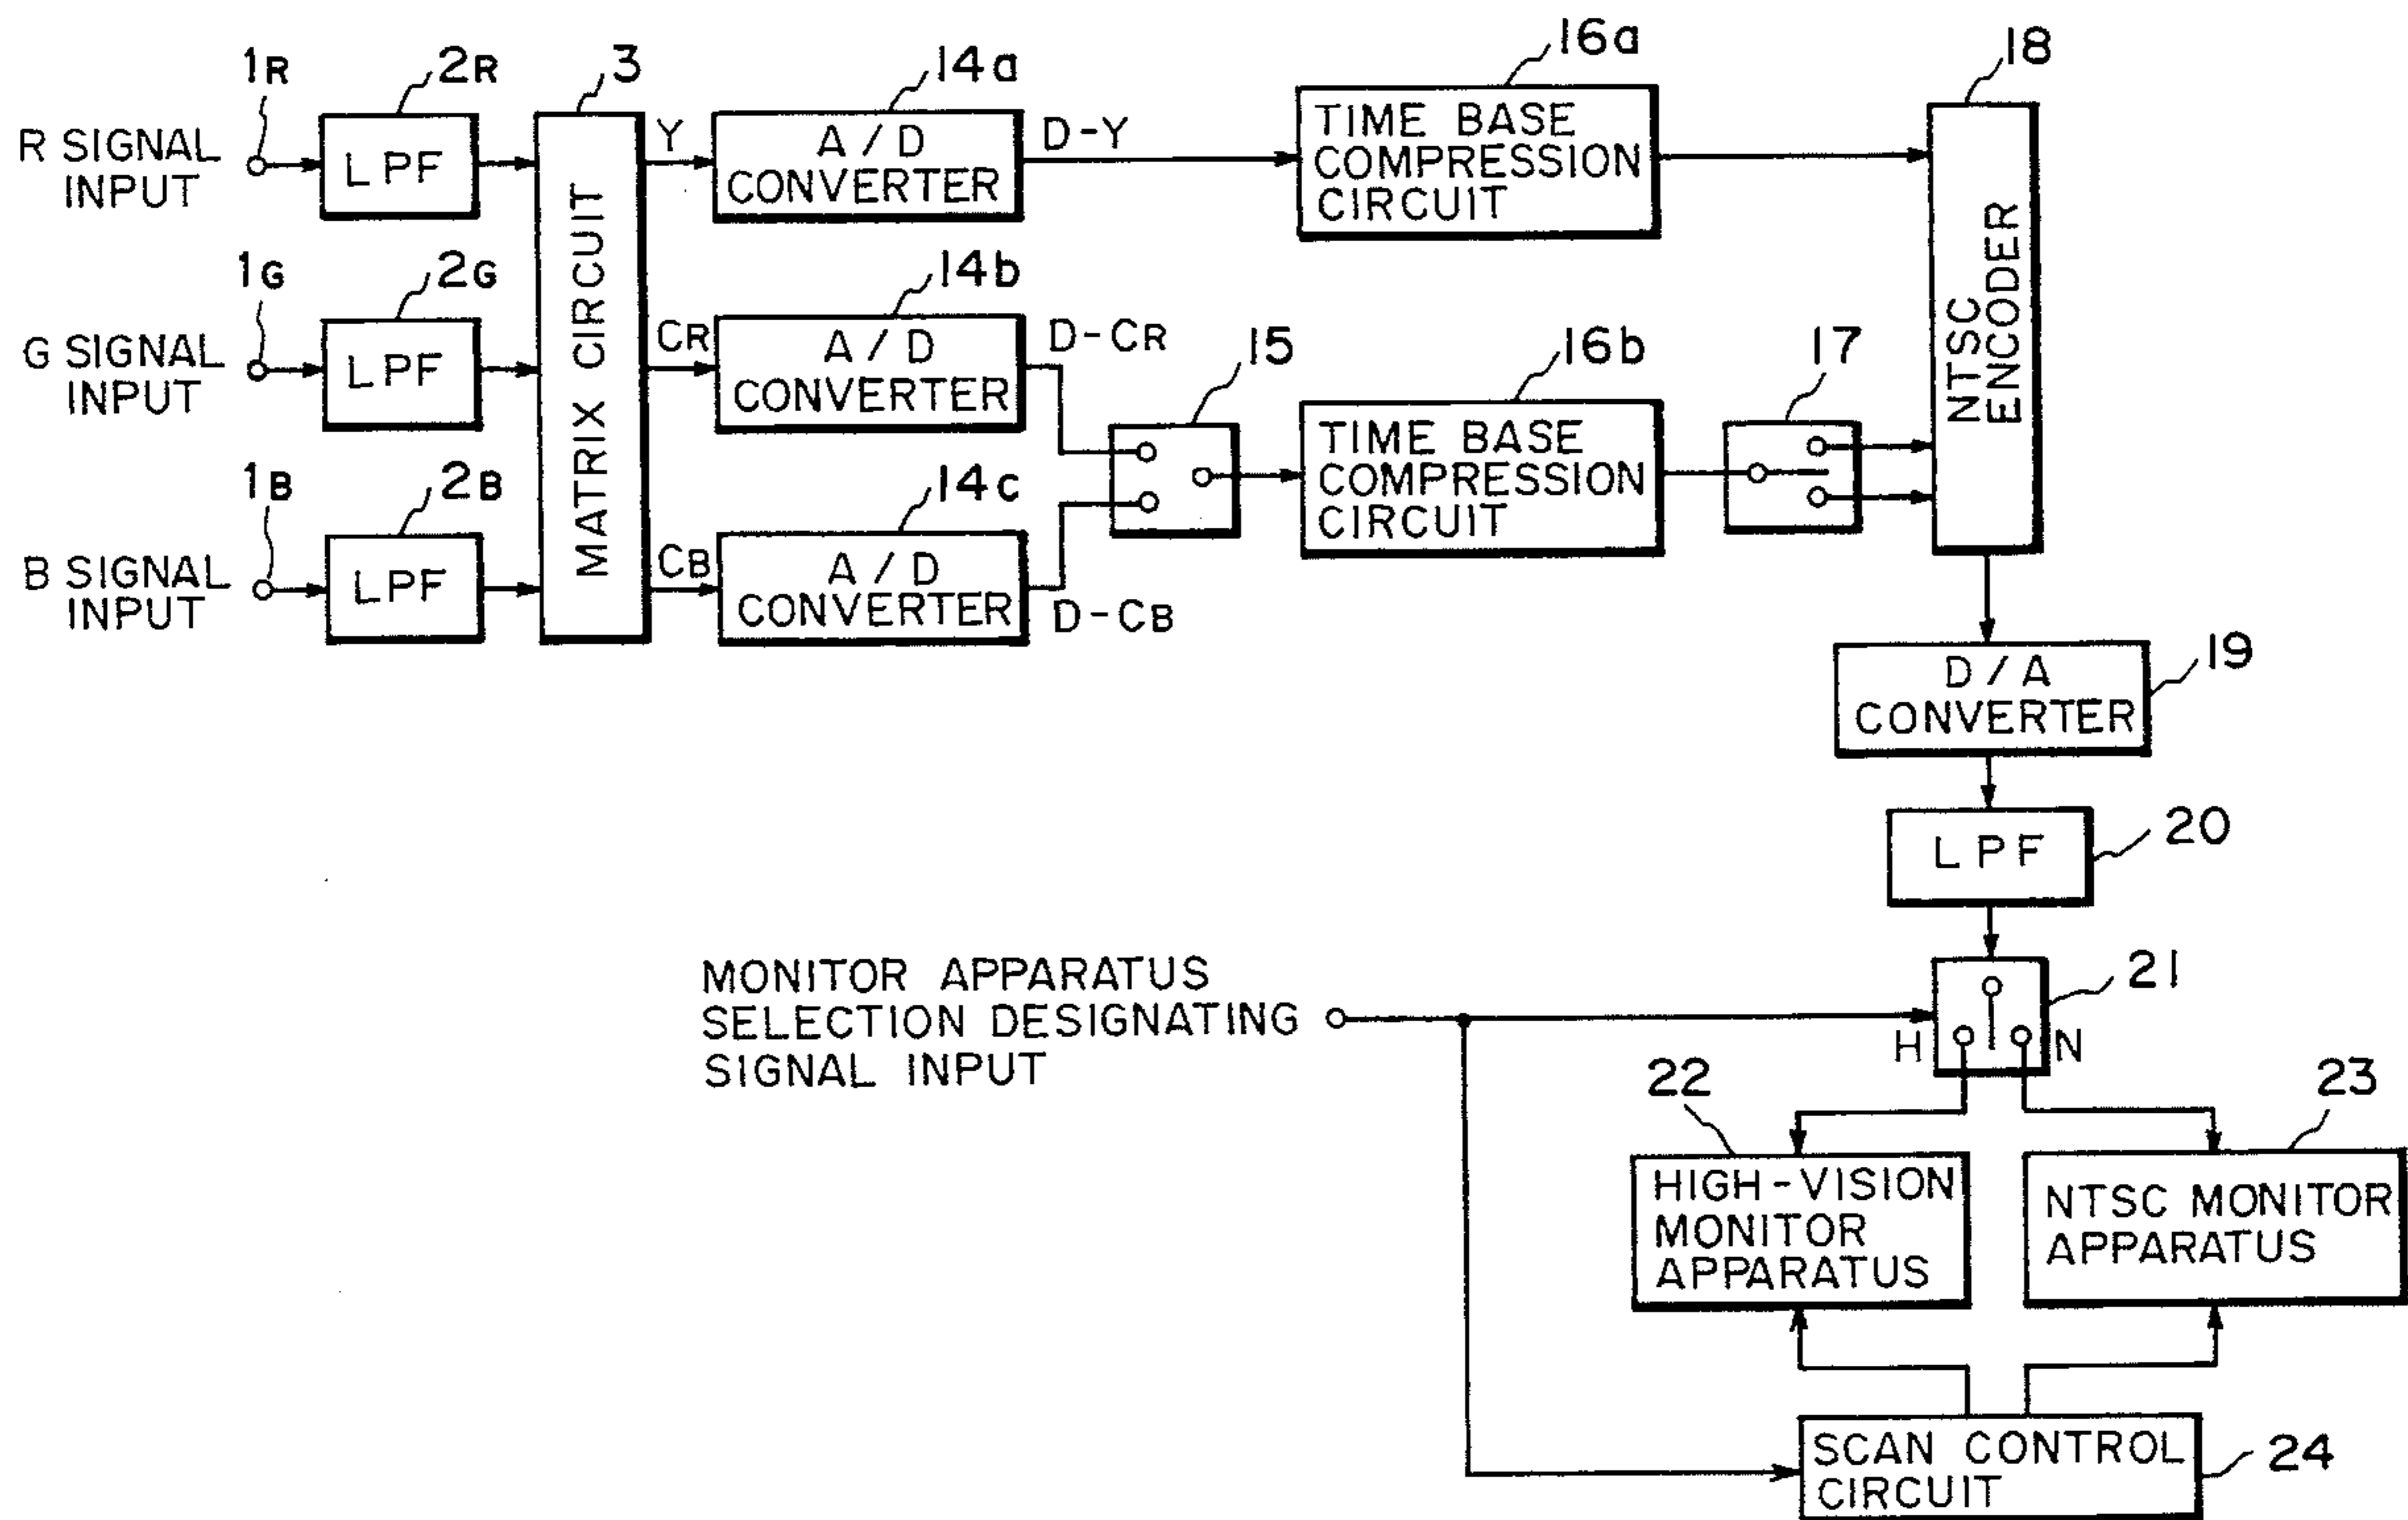 1R
2R
3
14a
16a
18
R SIGNAL
INPUT
LPF
MATRIX CIRCUIT
Y
A/D
CONVERTER
D-Y
TIME BASE
COMPRESSION
CIRCUIT
NTSC
ENCODER
1G
2G
14b
G SIGNAL
INPUT
LPF
CR
A/D
CONVERTER
D-CR
15
16b
17
TIME BASE
COMPRESSION
CIRCUIT
1B
2B
14c
B SIGNAL
INPUT
LPF
CB
A/D
CONVERTER
D-CB
D/A
CONVERTER
19
LPF
20
MONITOR APPARATUS
SELECTION DESIGNATING
SIGNAL INPUT
21
H
N
22
23
HIGH-VISION
MONITOR
APPARATUS
NTSC MONITOR
APPARATUS
SCAN CONTROL
CIRCUIT
24